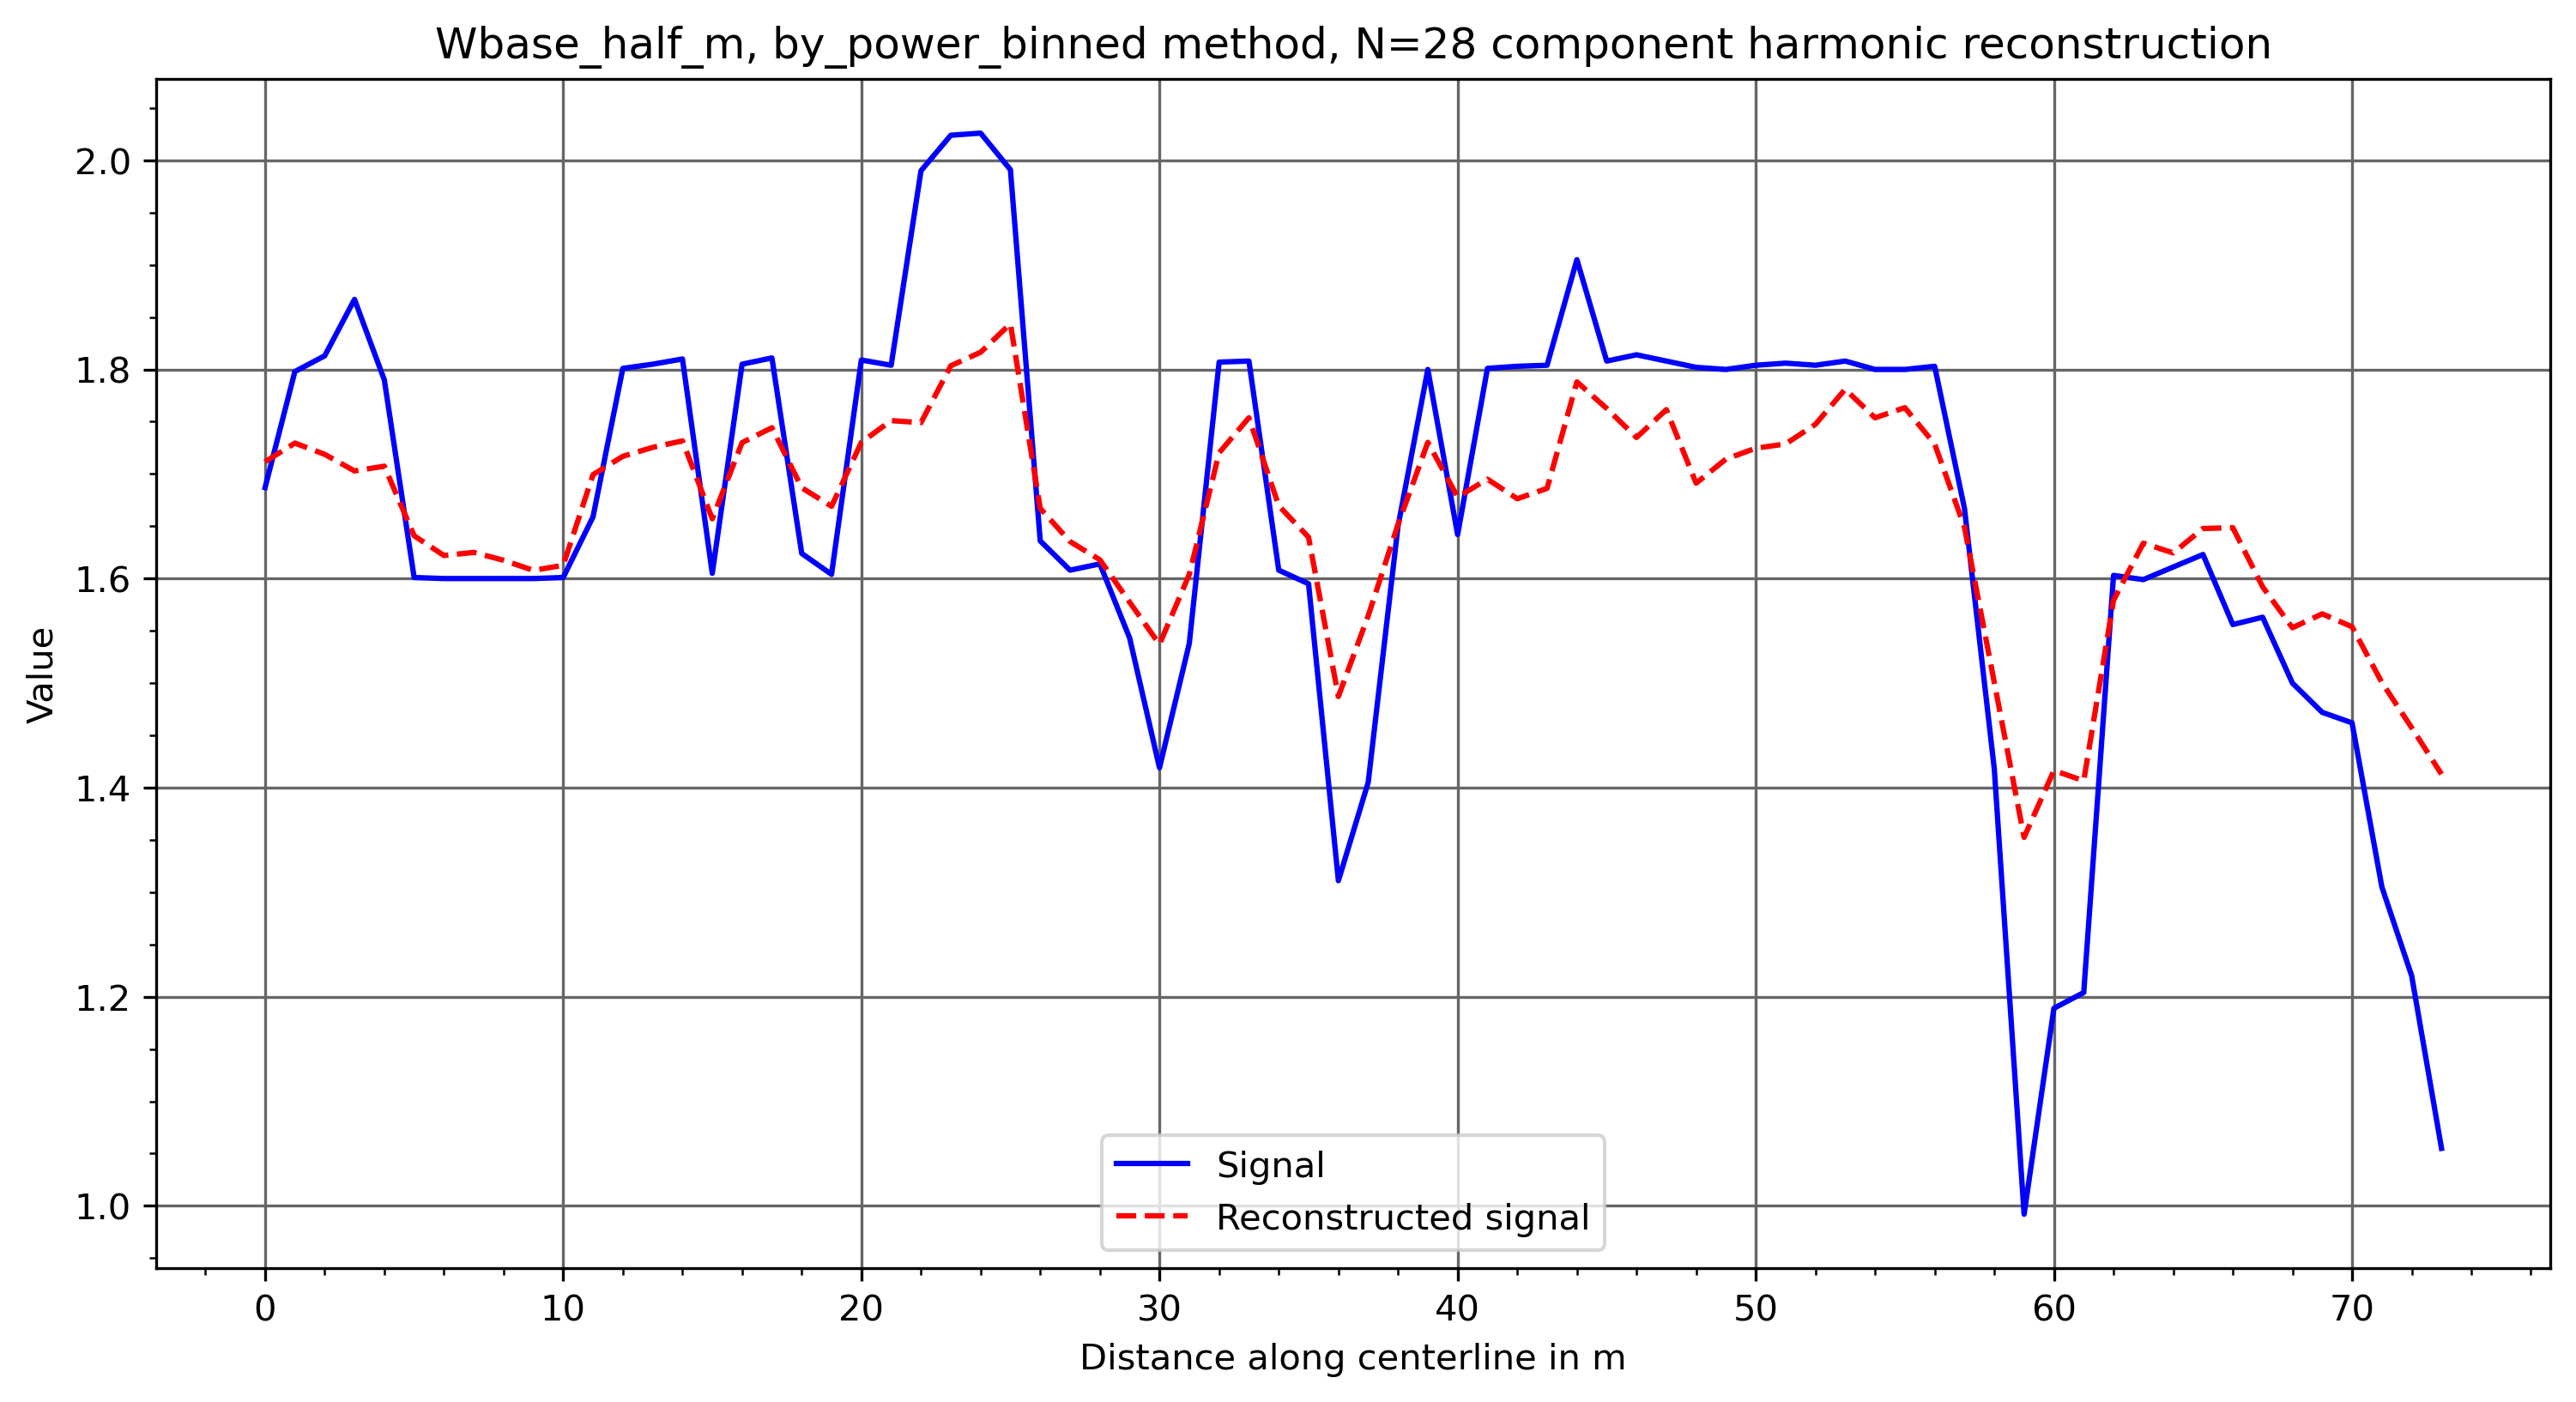 Wbase_half_m, by_power_binned method, N=28 component harmonic reconstruction
Value
2.0
1.8
1.6
1.4
1.2
1.0
Signal
Reconstructed signal
0 10 20 30 40 50 60 70
Distance along centerline in m